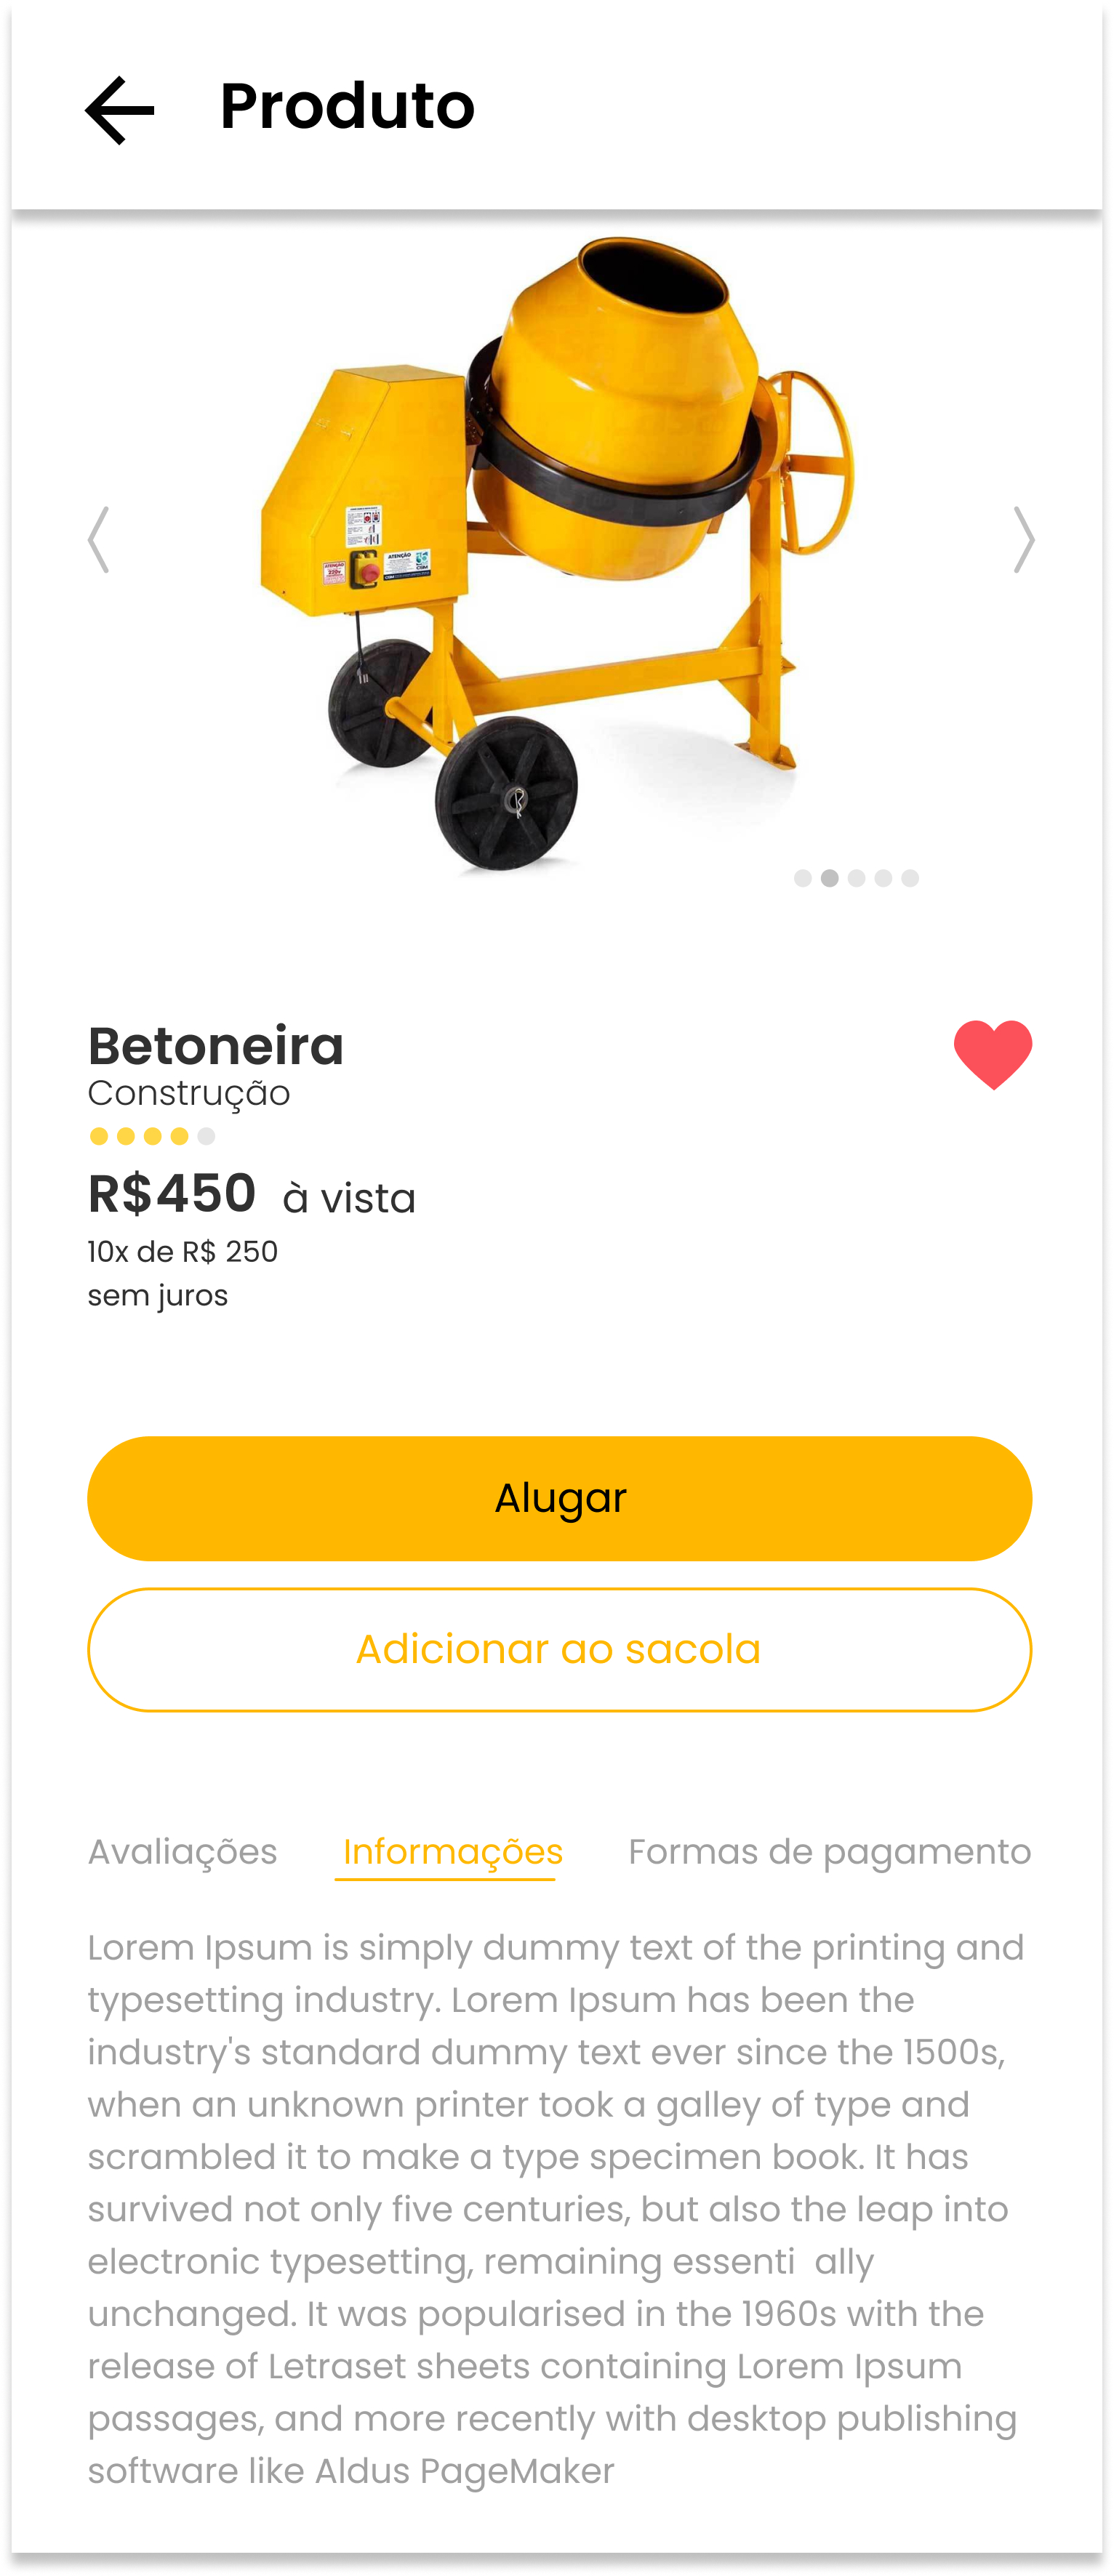 Produto
ATENÇÃO
220v
ATENÇÃO
CSM
Betoneira
Construção
R$450 à vista
10x de R$ 250
sem juros
Alugar
Adicionar ao sacola
Avaliações Informações Formas de pagamento
Lorem Ipsum is simply dummy text of the printing and
typesetting industry. Lorem Ipsum has been the
industry's standard dummy text ever since the 1500s,
when an unknown printer took a galley of type and
scrambled it to make a type specimen book. It has
survived not only five centuries, but also the leap into
electronic typesetting, remaining essenti  ally
unchanged. It was popularised in the 1960s with the
release of Letraset sheets containing Lorem Ipsum
passages, and more recently with desktop publishing
software like Aldus PageMaker